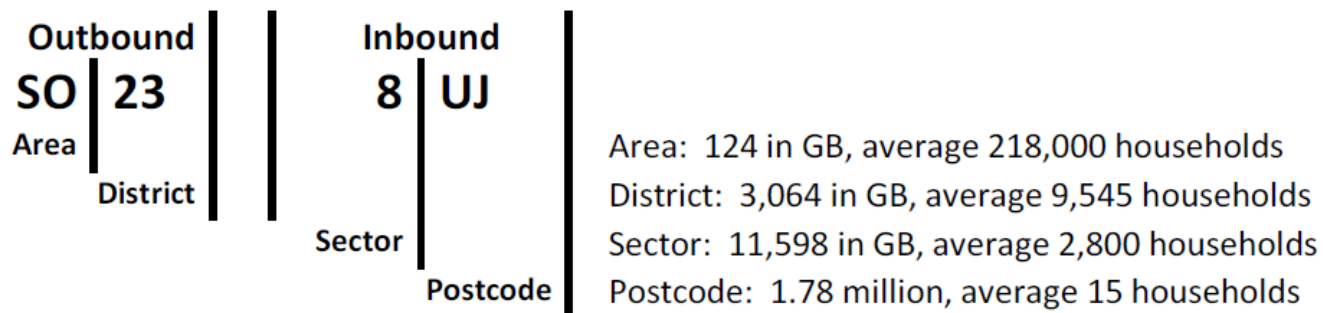 Outbound Inbound
SO 23 8 UJ
Area
District
Sector
Postcode
Area: 124 in GB, average 218,000 households
District: 3,064 in GB, average 9,545 households
Sector: 11,598 in GB, average 2,800 households
Postcode: 1.78 million, average 15 households